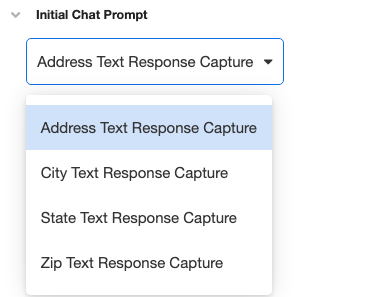 Initial Chat Prompt
Address Text Response Capture
Address Text Response Capture
City Text Response Capture
State Text Response Capture
Zip Text Response Capture